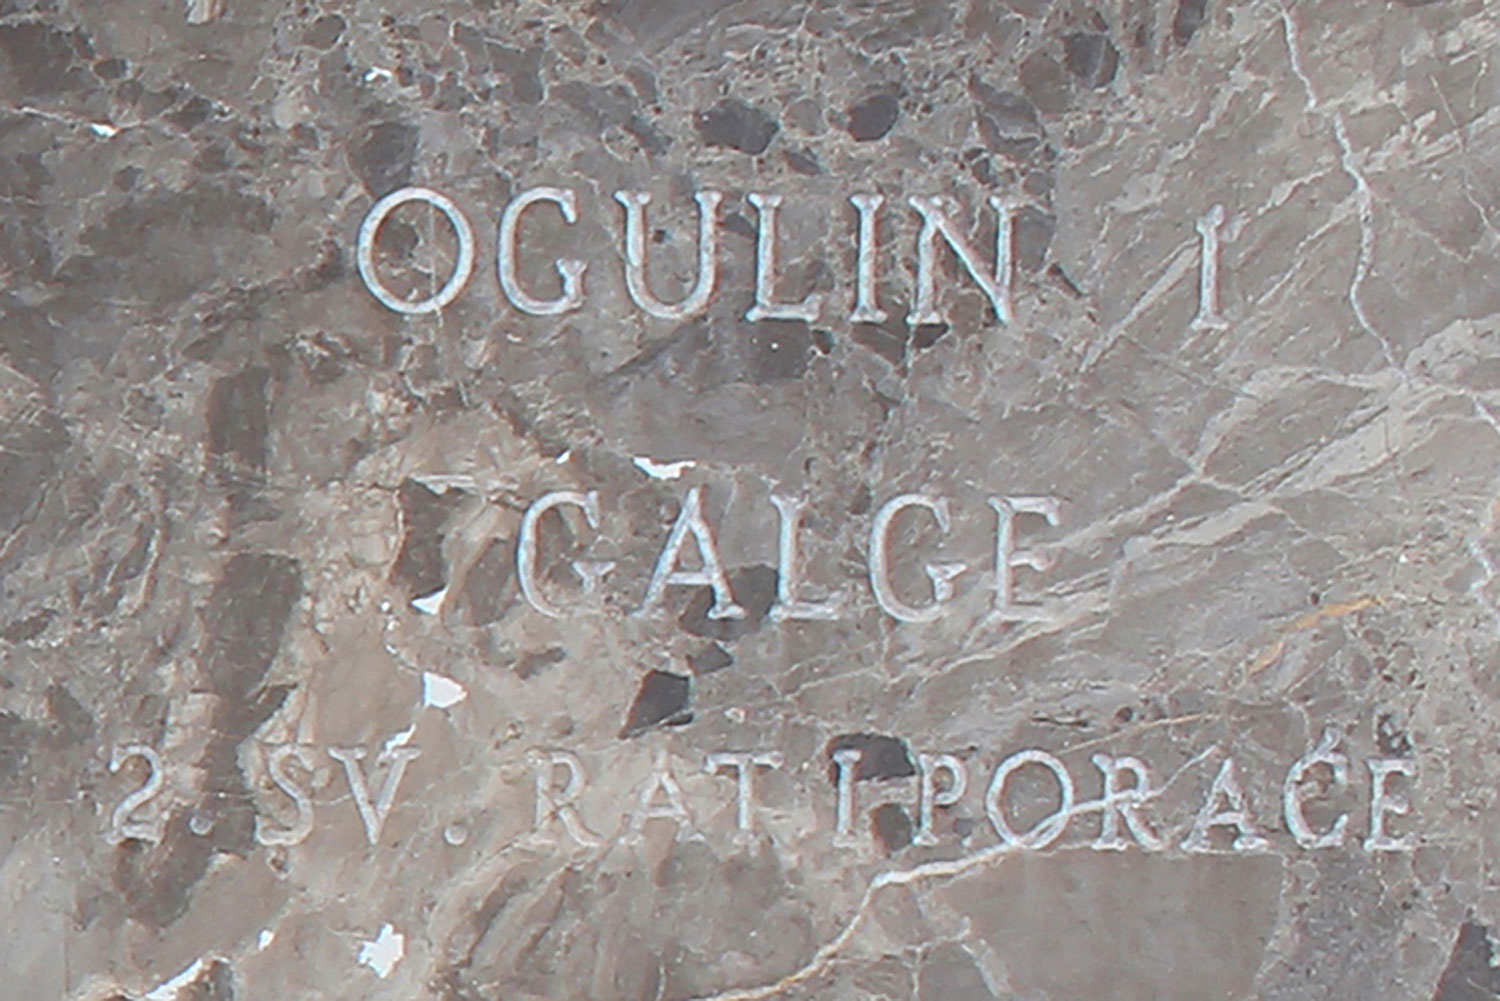 OGULIN I
GALGE
2. SV. RAT I PORAĆE